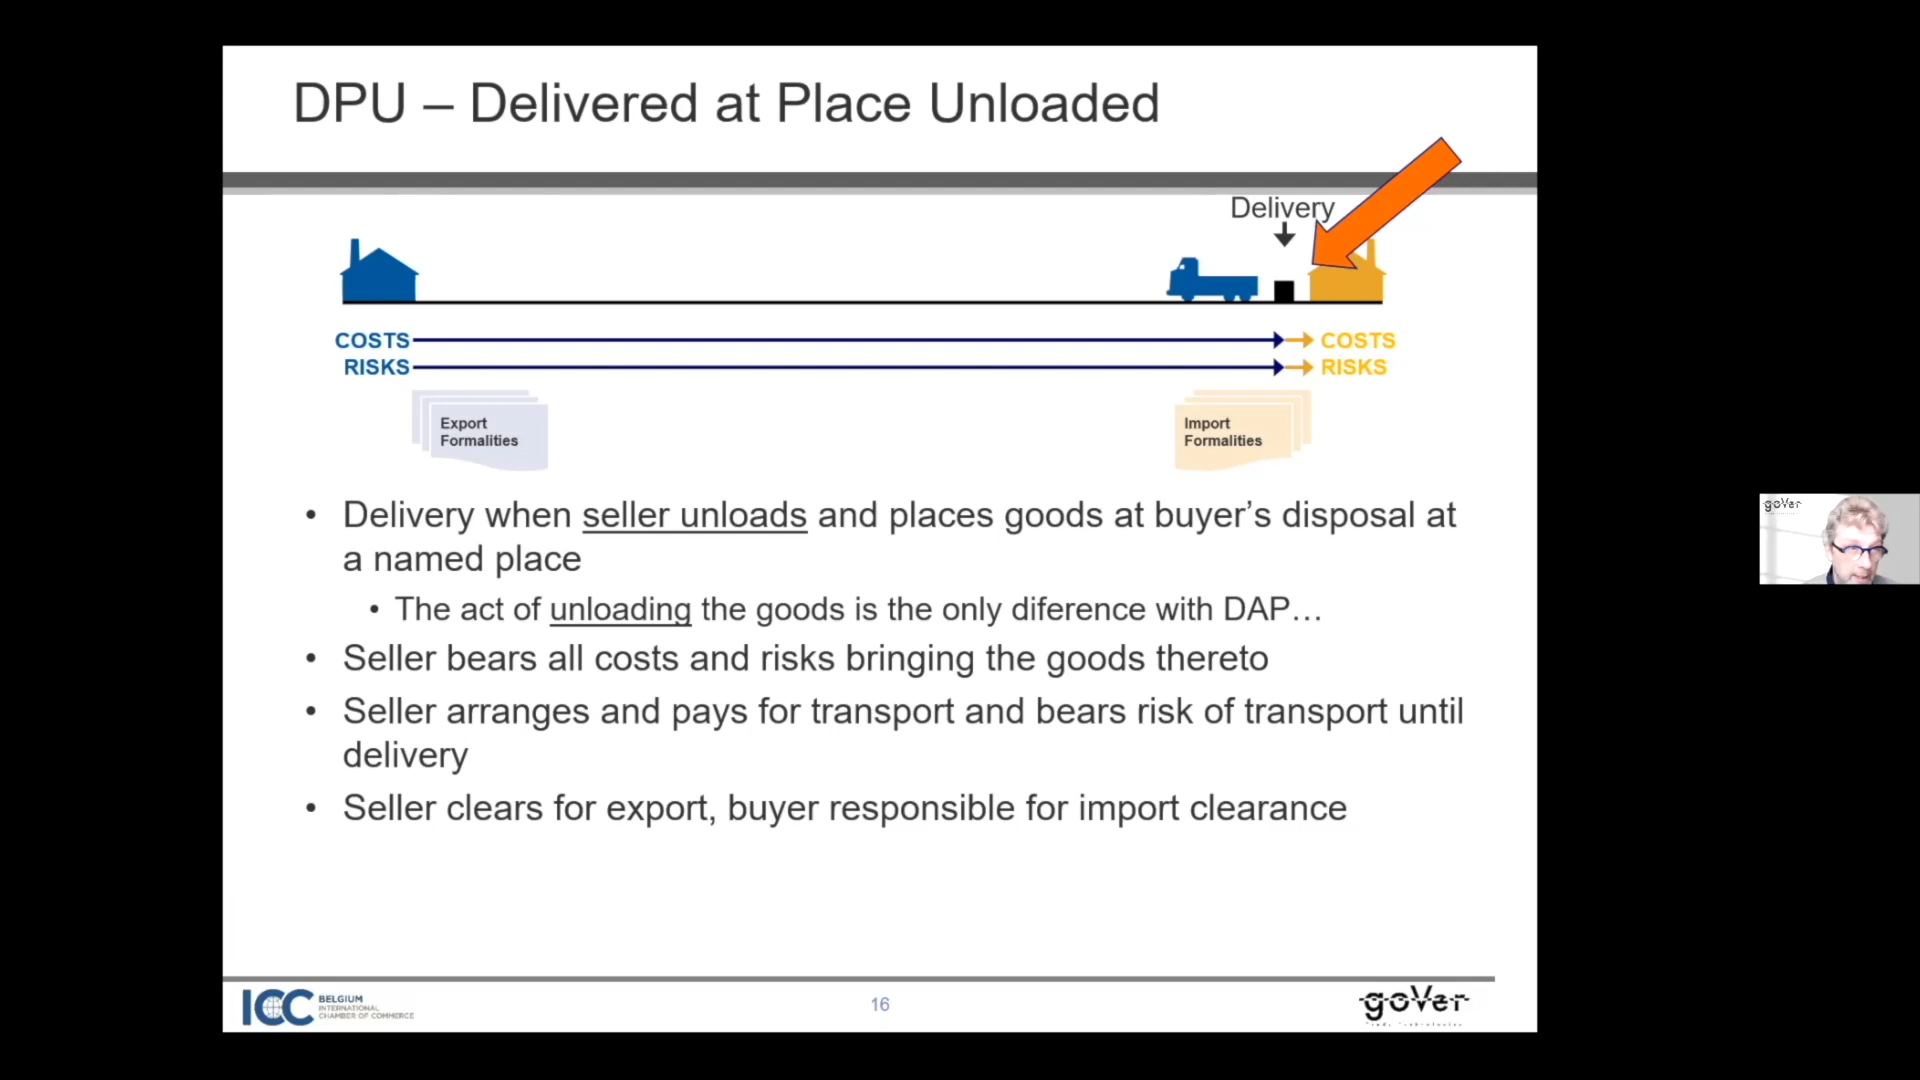 DPU – Delivered at Place Unloaded
Delivery
COSTS
COSTS
RISKS
RISKS
Export
Formalities
Import
Formalities
• Delivery when seller unloads and places goods at buyer’s disposal at
a named place
• The act of unloading the goods is the only diference with DAP…
• Seller bears all costs and risks bringing the goods thereto
• Seller arranges and pays for transport and bears risk of transport until
delivery
• Seller clears for export, buyer responsible for import clearance
ICC BELGIUM
INTERNATIONAL
CHAMBER OF COMMERCE
16
goVer
goVer